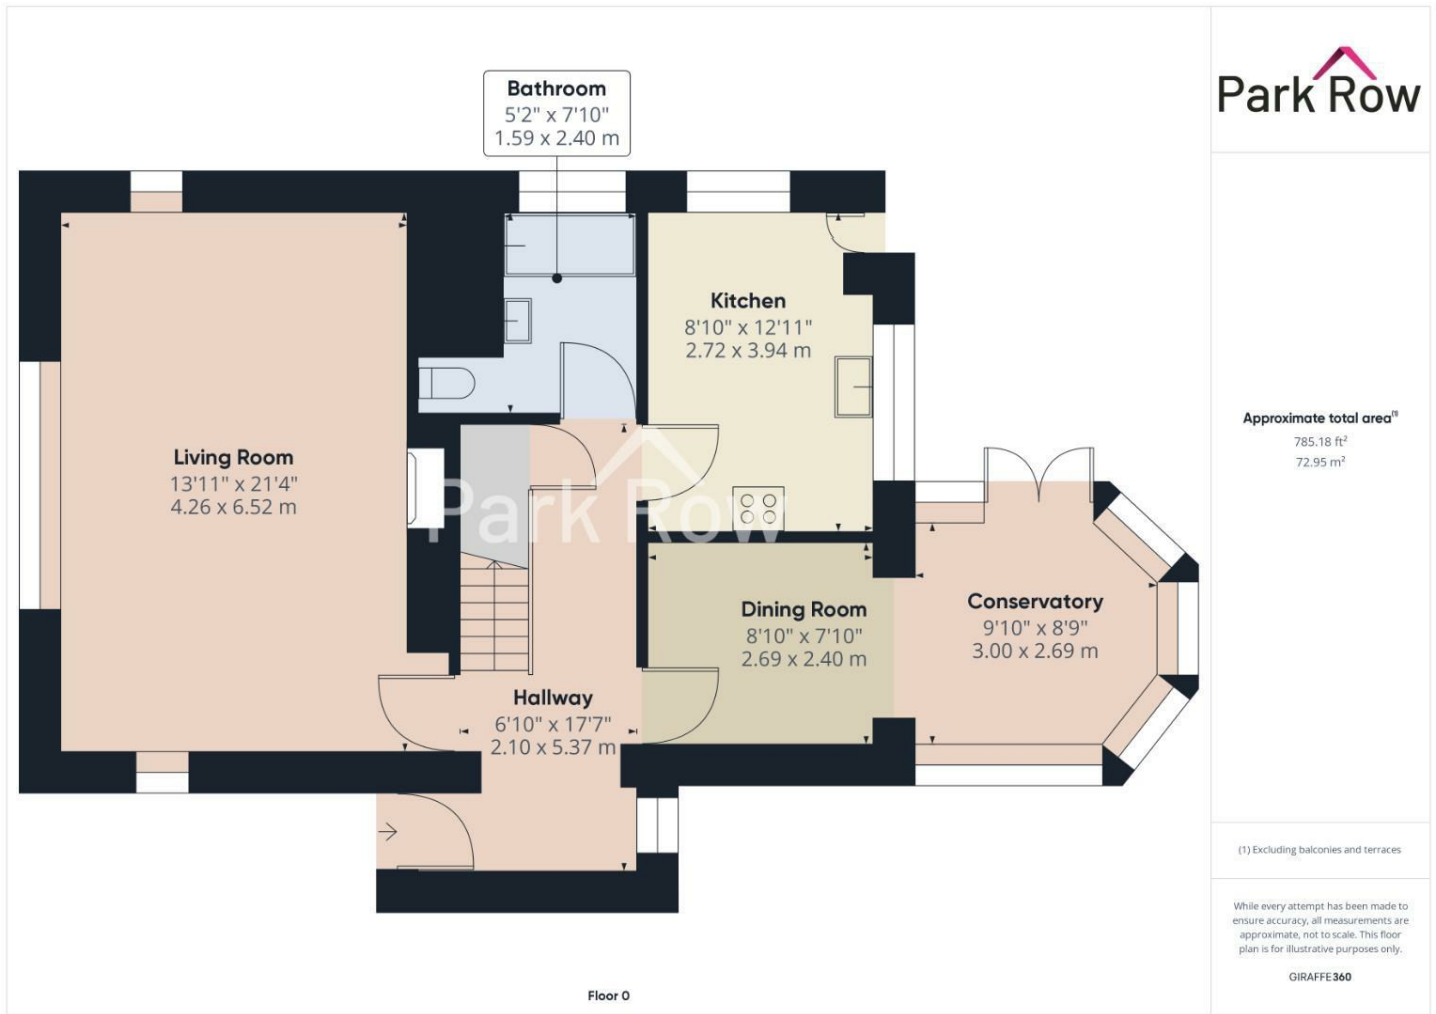 Bathroom
5'2" x 7'10"
1.59 x 2.40 m
Kitchen
8'10" x 12'11"
2.72 x 3.94 m
Living Room
13'11" x 21'4"
4.26 x 6.52 m
Park Row
Dining Room
8'10" x 7'10"
2.69 x 2.40 m
Conservatory
9'10" x 8'9"
3.00 x 2.69 m
Hallway
6'10" x 17'7"
2.10 x 5.37 m
Floor 0
Park Row
Approximate total area(1)
785.18 ft²
72.95 m²
(1) Excluding balconies and terraces
While every attempt has been made to
ensure accuracy, all measurements are
approximate, not to scale. This floor
plan is for illustrative purposes only.
GIRAFFE360